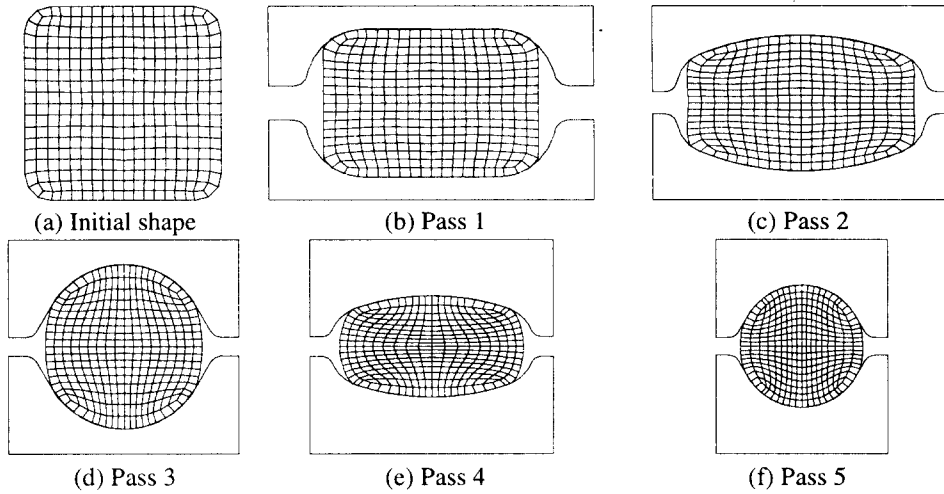 (a) Initial shape
(b) Pass 1
(c) Pass 2
(d) Pass 3
(e) Pass 4
(f) Pass 5